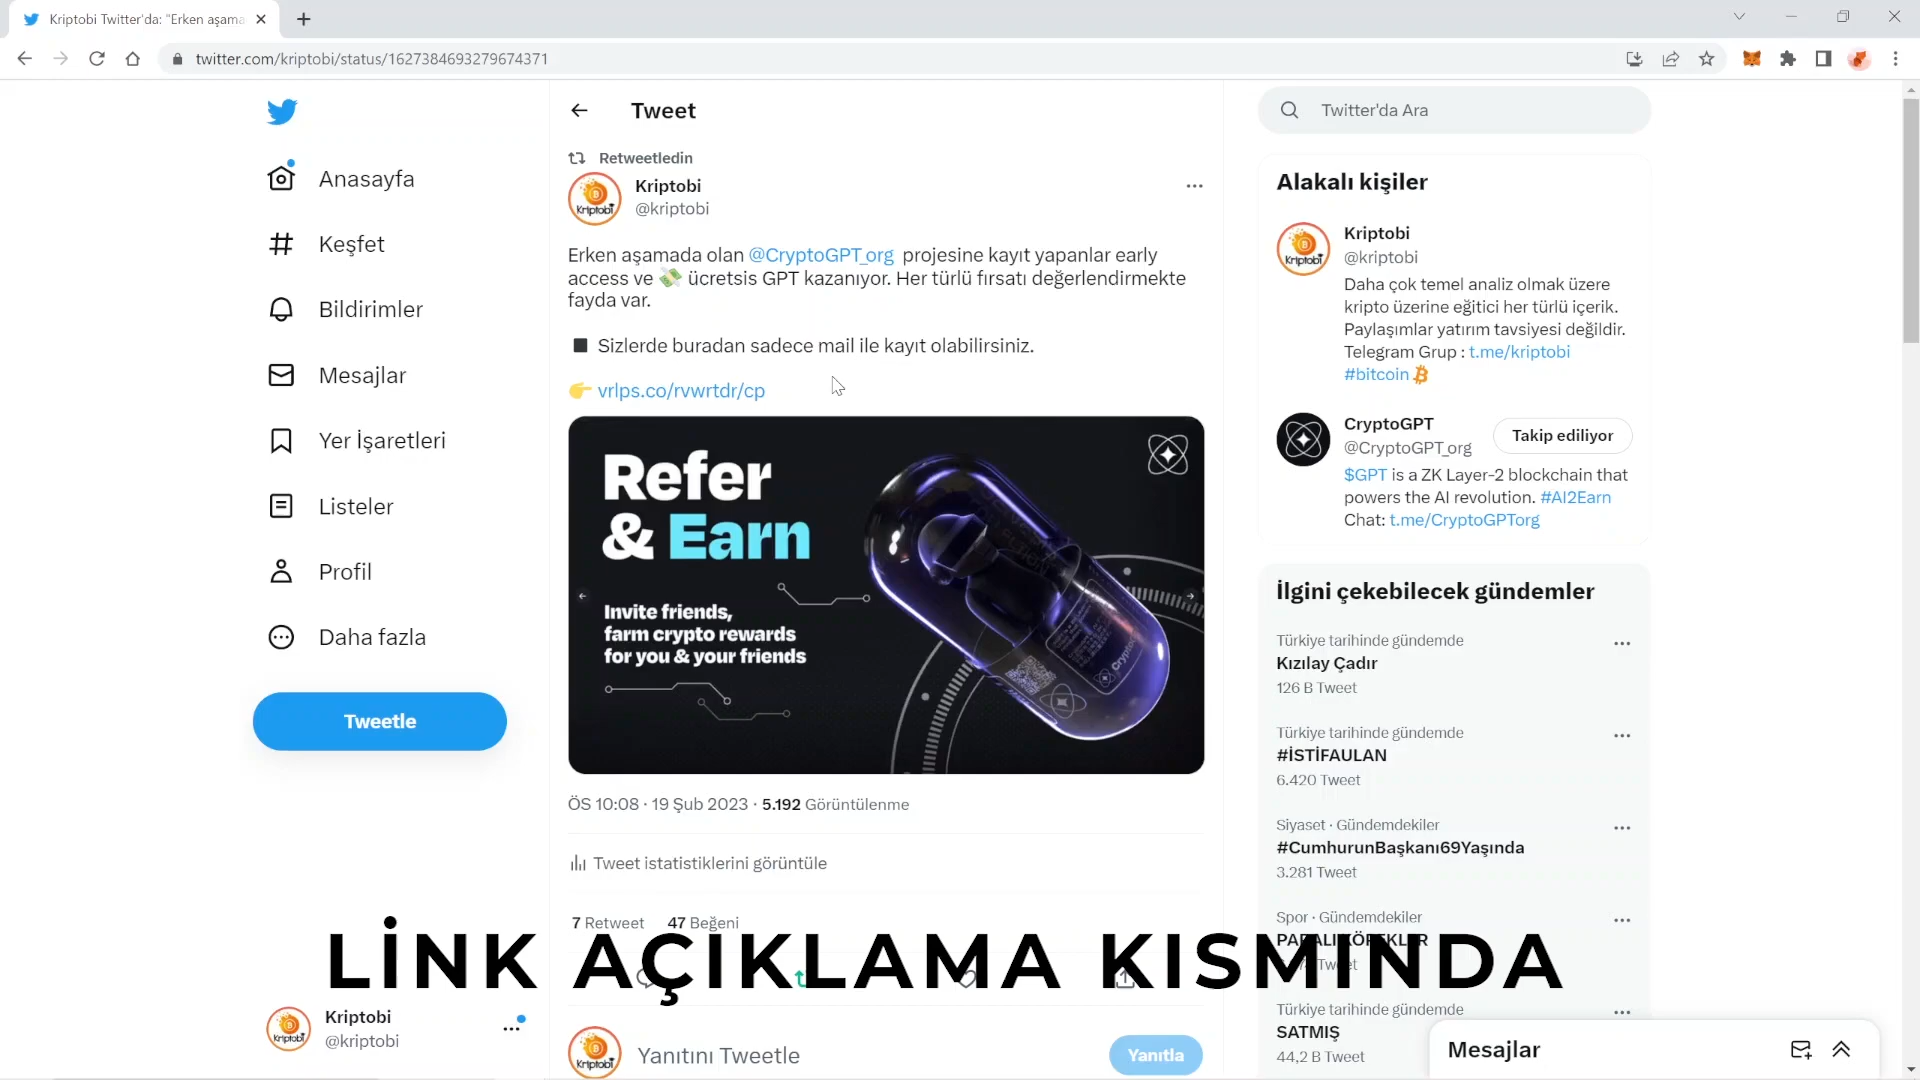 Kriptobi Twitter'da: "Erken aşama
twitter.com/kriptobi/status/1627384693279674371
Anasayfa
Keşfet
Bildirimler
Mesajlar
Yer İşaretleri
Listeler
Profil
Daha fazla
Tweetle
Kriptobi
@kriptobi
Tweet
Retweetledin
Kriptobi
@kriptobi
Erken aşamada olan @CryptoGPT_org projesine kayıt yapanlar early
access ve 💸 ücretsis GPT kazanıyor. Her türlü fırsatı değerlendirmekte
fayda var.
◼ Sizlerde buradan sadece mail ile kayıt olabilirsiniz.
👉 vrlps.co/rvwrtdr/cp
Refer
& Earn
Invite friends,
farm crypto rewards
for you & your friends
ÖS 10:08 · 19 Şub 2023 · 5.192 Görüntülenme
Tweet istatistiklerini görüntüle
7 Retweet 47 Beğeni
LİNK AÇIKLAMA KISMINDA
Yanıtını Tweetle
Yanıtla
Twitter'da Ara
Alakalı kişiler
Kriptobi
@kriptobi
Daha çok temel analiz olmak üzere
kripto üzerine eğitici her türlü içerik.
Paylaşımlar yatırım tavsiyesi değildir.
Telegram Grup : t.me/kriptobi
#bitcoin
CryptoGPT
@CryptoGPT_org
Takip ediliyor
$GPT is a ZK Layer-2 blockchain that
powers the AI revolution. #AI2Earn
Chat: t.me/CryptoGPTorg
İlgini çekebilecek gündemler
Türkiye tarihinde gündemde
Kızılay Çadır
126 B Tweet
Türkiye tarihinde gündemde
#İSTİFAULAN
6.420 Tweet
Siyaset · Gündemdekiler
#CumhurunBaşkanı69Yaşında
3.281 Tweet
Spor · Gündemdekiler
Tweet
Türkiye tarihinde gündemde
SATMIŞ
44,2 B Tweet
Mesajlar